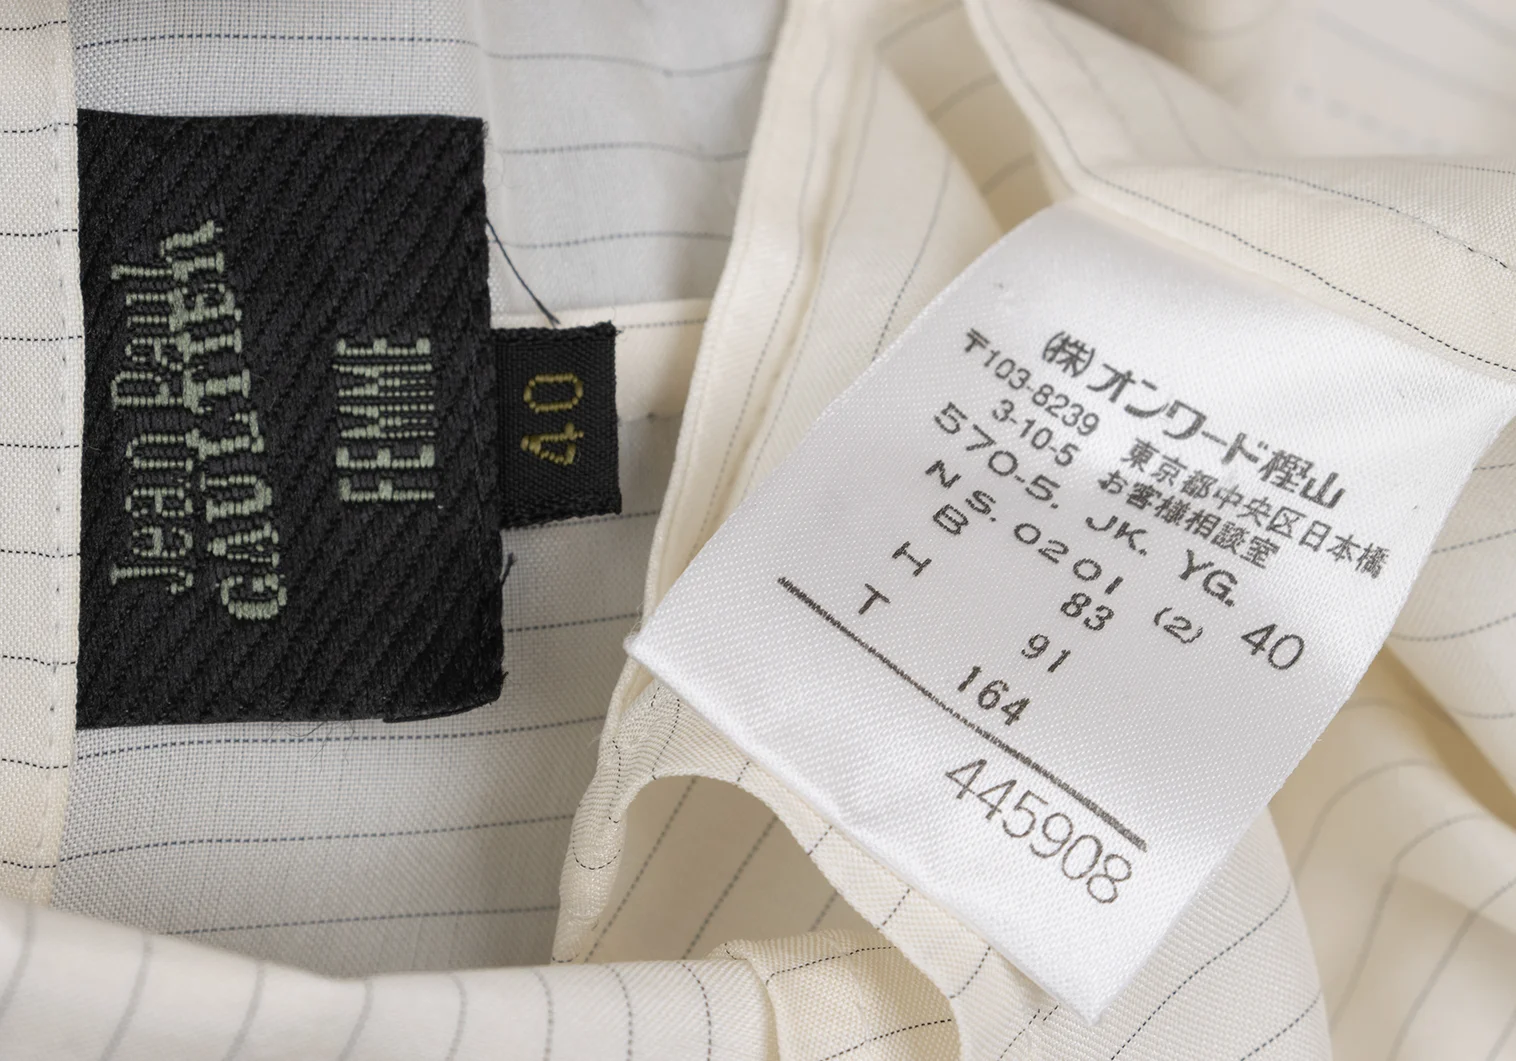 Jean Paul
GAULTIER
FEMME
40
(株)オンワード樫山
〒103-8239 東京都中央区日本橋
3-10-5 お客様相談室
570-5. JK. YG. 40
N S. 0201 (2)
B 83
H 91
T 164
445908